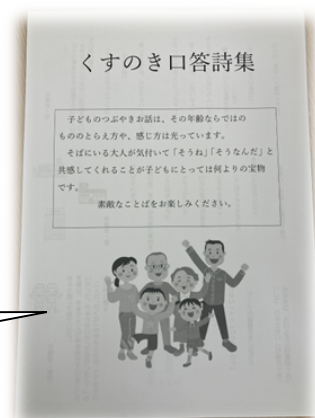 くすのき口答詩集
子どものつぶやきお話は、その年齢ならではの
もののとらえ方や、感じ方は光っています。
そばにいる大人が気付いて「そうね」「そうなんだ」と
共感してくれることが子どもにとっては何よりの宝物
です。
素敵なことばをお楽しみください。